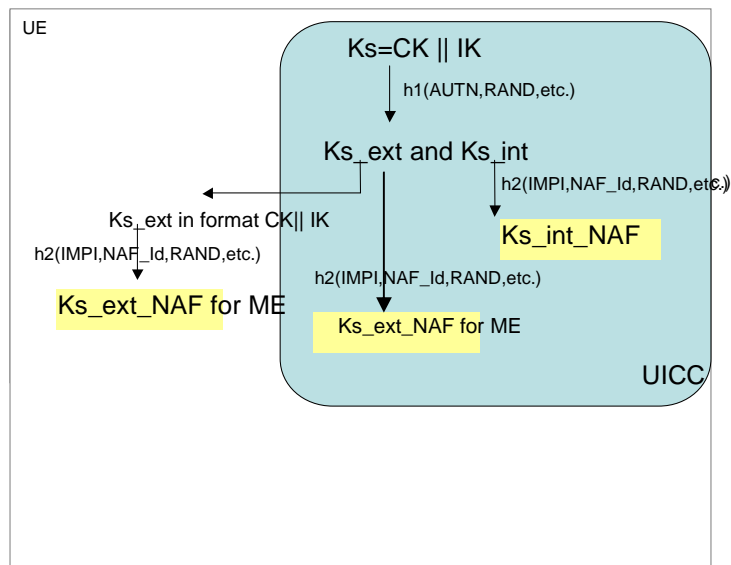 UE
Ks=CK || IK
h1(AUTN,RAND,etc.)
Ks_ext and Ks_int
h2(IMPI,NAF_Id,RAND,etc.)
Ks_ext in format CK|| IK
Ks_int_NAF
h2(IMPI,NAF_Id,RAND,etc.)
h2(IMPI,NAF_Id,RAND,etc.)
Ks_ext_NAF for ME
Ks_ext_NAF for ME
UICC